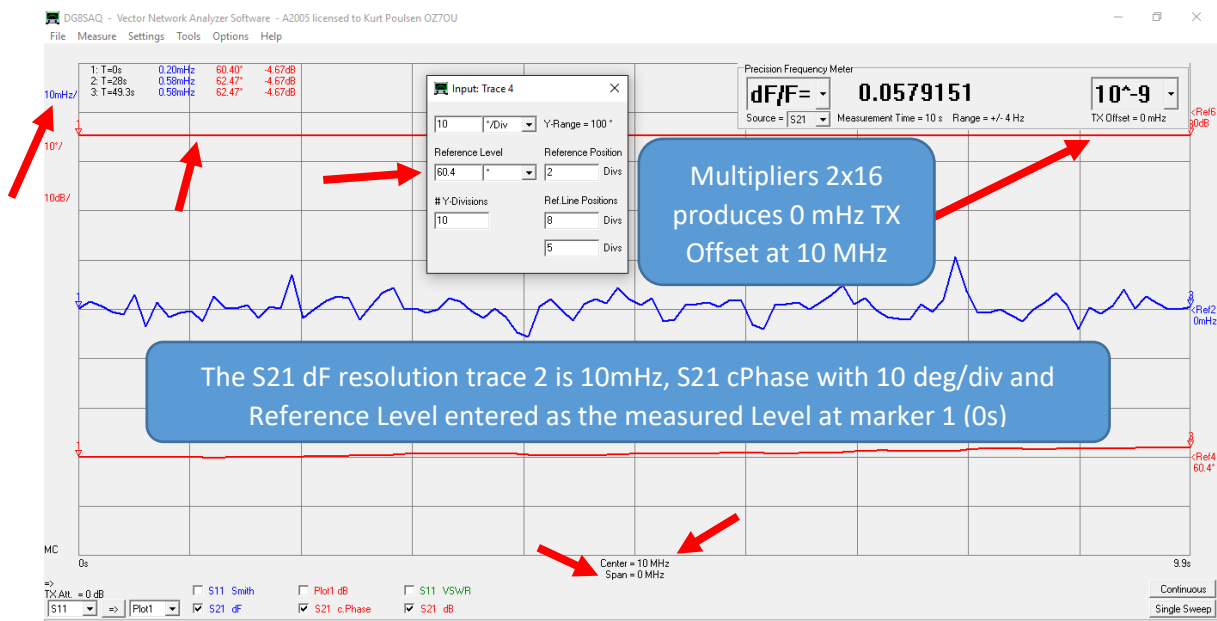 DG8SAQ - Vector Network Analyzer Software - A2005 licensed to Kurt Poulsen OZ7OU
File Measure Settings Tools Options Help
1: T=0s 0.20mHz 60.40° -4.67dB
2: T=28s 0.58mHz 62.47° -4.67dB
3: T=49.3s 0.58mHz 62.47° -4.67dB
10mHz/
10°/
10dB/
Input: Trace 4
10 °/Div Y-Range = 100 °
Reference Level Reference Position
60.4 ° 2 Divs
# Y-Divisions Ref.Line Positions
10 8 Divs
5 Divs
Precision Frequency Meter
dF/F= 0.0579151 10^-9
Source = S21 Measurement Time = 10 s Range = +/- 4 Hz TX Offset = 0 mHz
<Ref6
Multipliers 2x16
produces 0 mHz TX
Offset at 10 MHz
1
1
<Ref2
0mHz
The S21 dF resolution trace 2 is 10mHz, S21 cPhase with 10 deg/div and
Reference Level entered as the measured Level at marker 1 (0s)
1
<Ref4
60.4°
MC
0s Center = 10 MHz 9.9s
Span = 0 MHz
=>
TX Att. = 0 dB S11 Smith Plot1 dB S11 VSWR Continuous
S11 => Plot1 S21 dF S21 c.Phase S21 dB Single Sweep